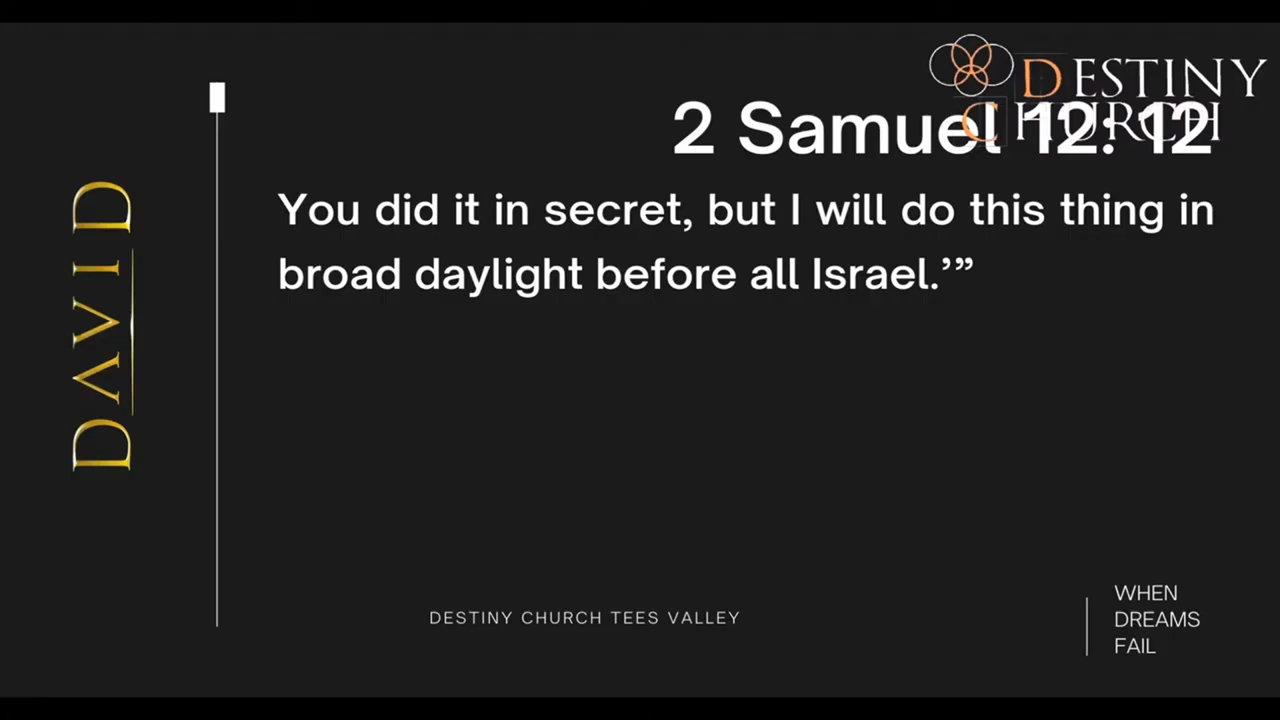 DESTINY
CHURCH
2 Samuel 12: 12
You did it in secret, but I will do this thing in
broad daylight before all Israel.’”
DAVID
DESTINY CHURCH TEES VALLEY
WHEN
DREAMS
FAIL